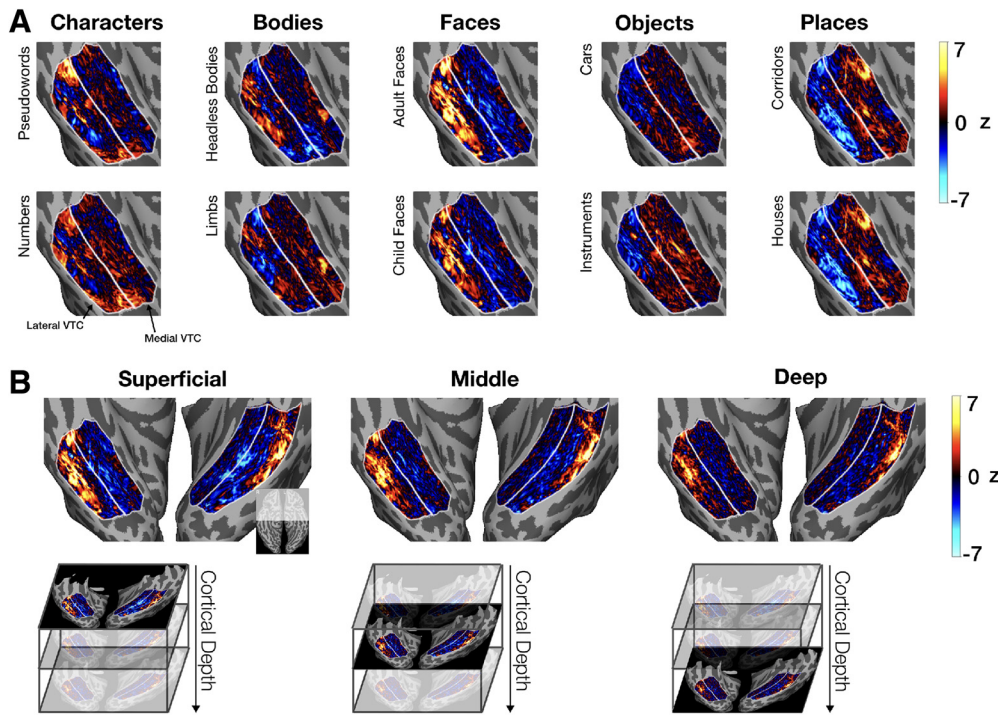 A
Characters
Bodies
Faces
Objects
Places
Pseudowords
Headless Bodies
Adult Faces
Cars
Corridors
7
0
z
-7
Numbers
Limbs
Child Faces
Instruments
Houses
Lateral VTC
Medial VTC
B
Superficial
Middle
Deep
7
0
z
-7
Cortical Depth
Cortical Depth
Cortical Depth